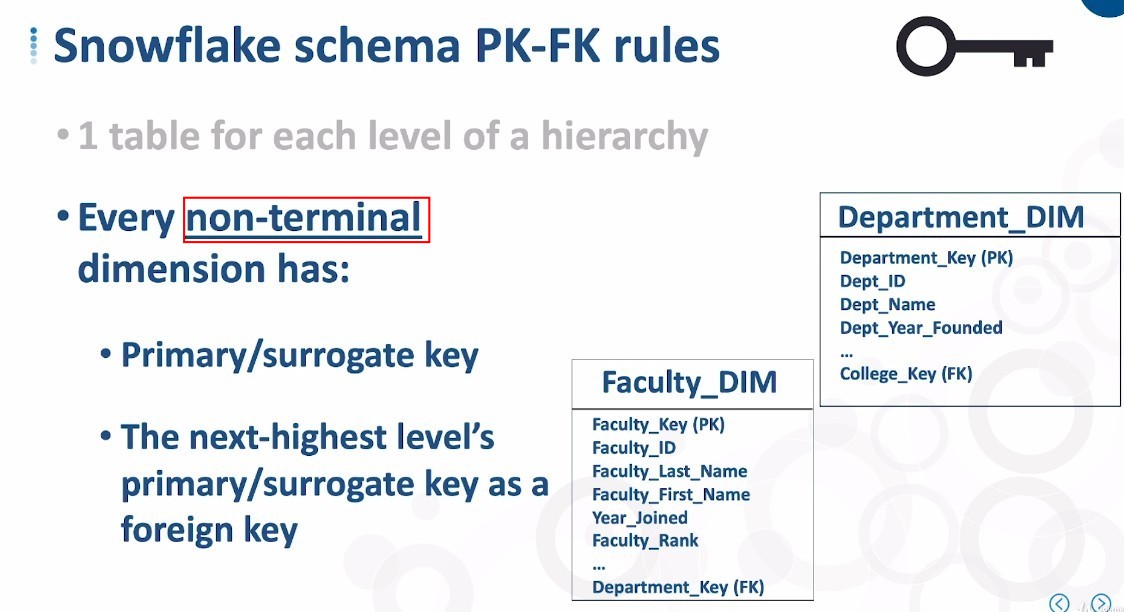 Snowflake schema PK-FK rules
• 1 table for each level of a hierarchy
• Every non-terminal
dimension has:
• Primary/surrogate key
• The next-highest level's
primary/surrogate key as a
foreign key
Faculty_DIM
Faculty_Key (PK)
Faculty_ID
Faculty_Last_Name
Faculty_First_Name
Year_Joined
Faculty_Rank
...
Department_Key (FK)
Department_DIM
Department_Key (PK)
Dept_ID
Dept_Name
Dept_Year_Founded
...
College_Key (FK)